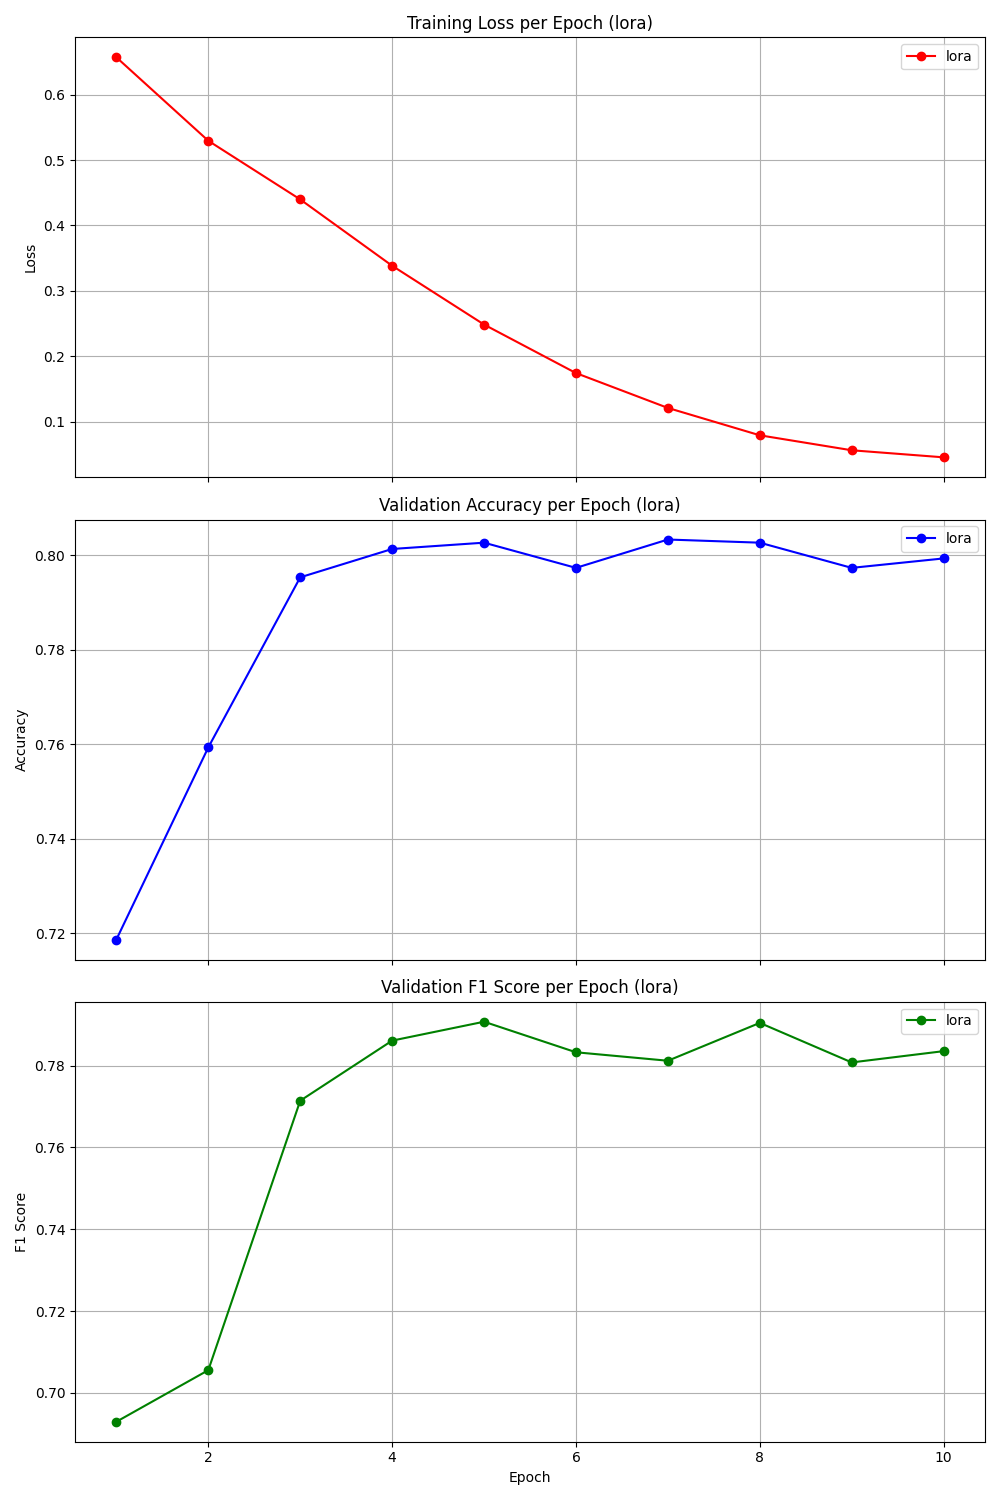 Training Loss per Epoch (lora)
lora
0.6
0.5
0.4
0.3
0.2
0.1
Loss
Validation Accuracy per Epoch (lora)
lora
0.80
0.78
0.76
0.74
0.72
Accuracy
Validation F1 Score per Epoch (lora)
lora
0.78
0.76
0.74
0.72
0.70
F1 Score
2 4 6 8 10
Epoch